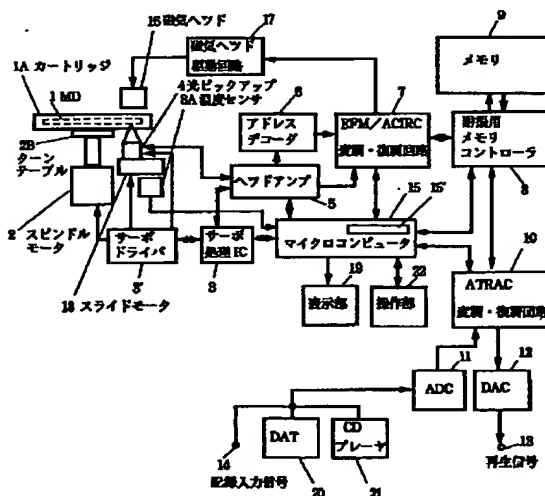 16 磁気ヘッド
17
磁気ヘッド
駆動回路
9
メモリ
1A カートリッジ
1 MD
4 光ピックアップ
3A 温度センサ
6
アドレス
デコーダ
7
EFM/ACIRC
変調・復調回路
耐振用
メモリ
コントローラ
8
2B
ターン
テーブル
ヘッドアンプ
5
15
15'
2 スピンドル
モータ
サーボ
ドライバ
3'
サーボ
処理IC
3
マイクロコンピュータ
10
18 スライドモータ
19
表示部
22
操作部
ATRAC
変調・復調回路
11
ADC
12
DAC
14
記録入力信号
DAT
20
CD
プレーヤ
21
13
再生信号